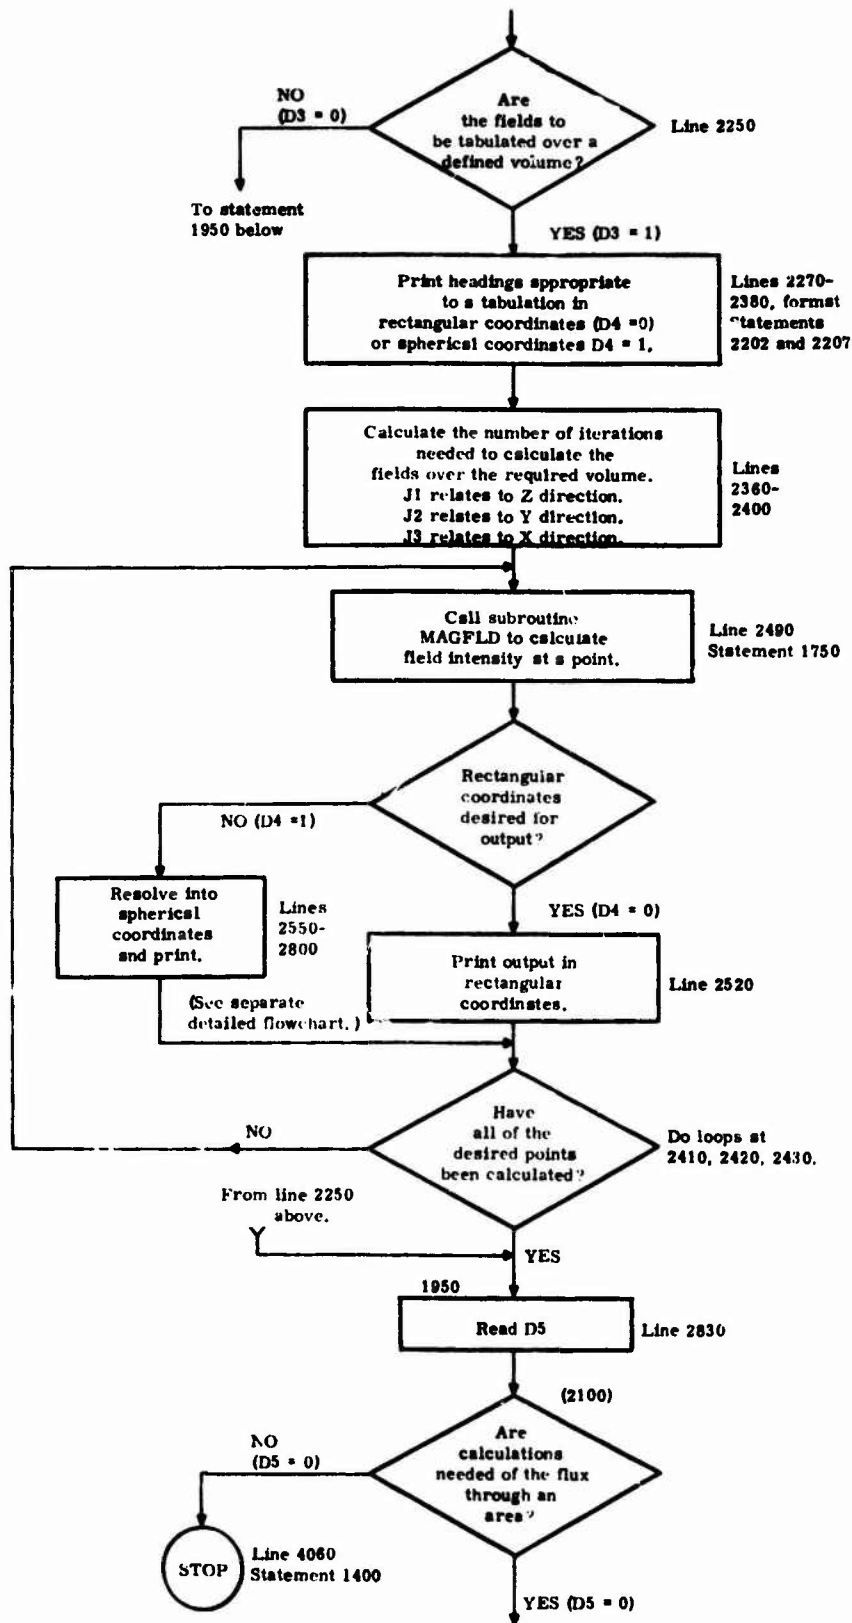 NO
(D3 = 0)
Are
the fields to
be tabulated over a
defined volume?
Line 2250
To statement
1950 below
YES (D3 = 1)
Print headings appropriate
to a tabulation in
rectangular coordinates (D4 =0)
or spherical coordinates D4 = 1.
Lines 2270-
2380, format
Statements
2202 and 2207
Calculate the number of iterations
needed to calculate the
fields over the required volume.
J1 relates to Z direction.
J2 relates to Y direction.
J3 relates to X direction.
Lines
2360-
2400
Call subroutine
MAGFLD to calculate
field intensity at a point.
Line 2490
Statement 1750
Rectangular
coordinates
desired for
output?
NO (D4 =1)
Resolve into
spherical
coordinates
and print.
Lines
2550-
2800
YES (D4 = 0)
Print output in
rectangular
coordinates.
Line 2520
(See separate
detailed flowchart.)
Have
all of the
desired points
been calculated?
NO
Do loops at
2410, 2420, 2430.
From line 2250
above.
YES
1950
Read D5
Line 2830
(2100)
Are
calculations
needed of the flux
through an
area?
NO
(D5 = 0)
STOP
Line 4060
Statement 1400
YES (D5 = 0)